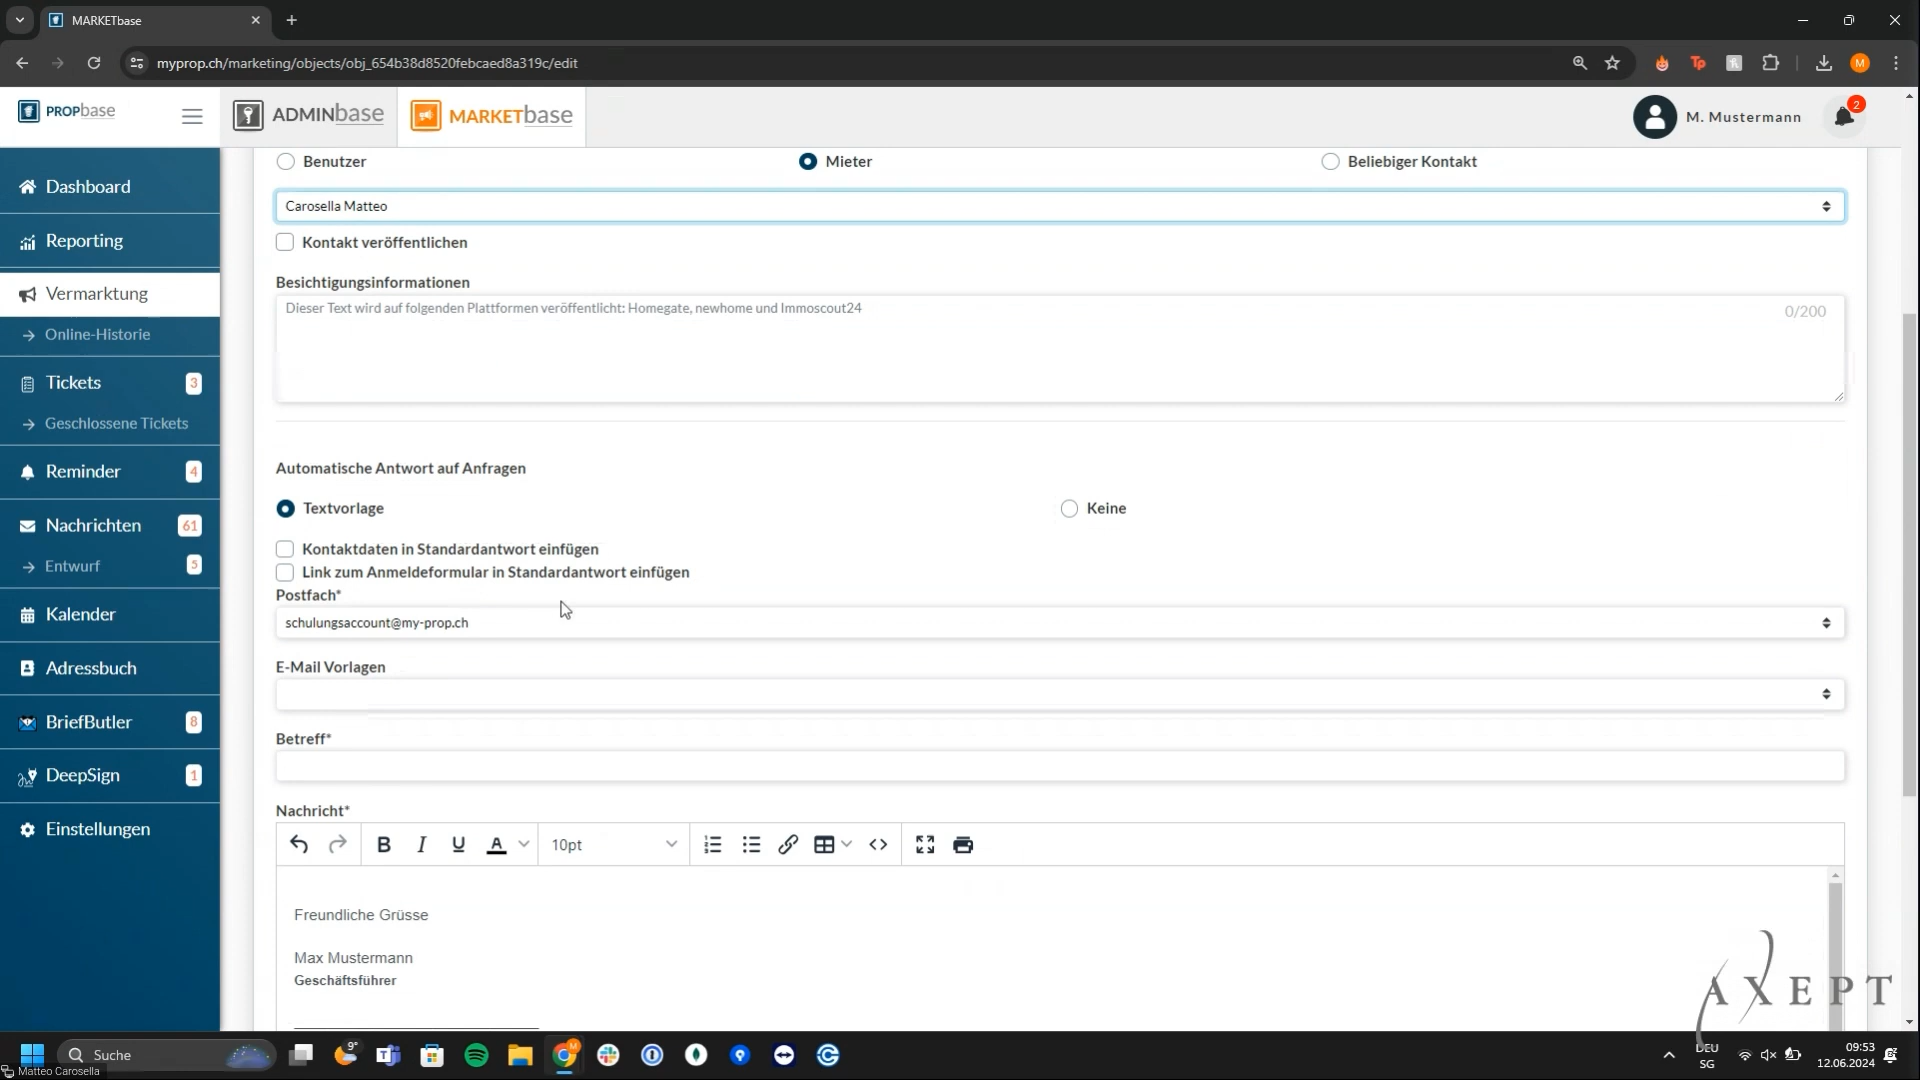 MARKETbase
myprop.ch/marketing/objects/obj_654b38d8520febcaed8a319c/edit
Tp
M
PROPbase
ADMINbase
MARKETbase
M. Mustermann
2
Dashboard
Reporting
Vermarktung
Online-Historie
Tickets 3
Geschlossene Tickets
Reminder 4
Nachrichten 61
Entwurf 5
Kalender
Adressbuch
BriefButler 8
DeepSign 1
Einstellungen
Benutzer Mieter Beliebiger Kontakt
Carosella Matteo
Kontakt veröffentlichen
Besichtigungsinformationen
Dieser Text wird auf folgenden Plattformen veröffentlicht: Homegate, newhome und Immoscout24 0/200
Automatische Antwort auf Anfragen
Textvorlage Keine
Kontaktdaten in Standardantwort einfügen
Link zum Anmeldeformular in Standardantwort einfügen
Postfach*
schulungsaccount@my-prop.ch
E-Mail Vorlagen
Betreff*
Nachricht*
B I U A 10pt
Freundliche Grüsse
Max Mustermann
Geschäftsführer
AXEPT
Suche
9°
DEU
SG
09:53
12.06.2024
Matteo Carosella